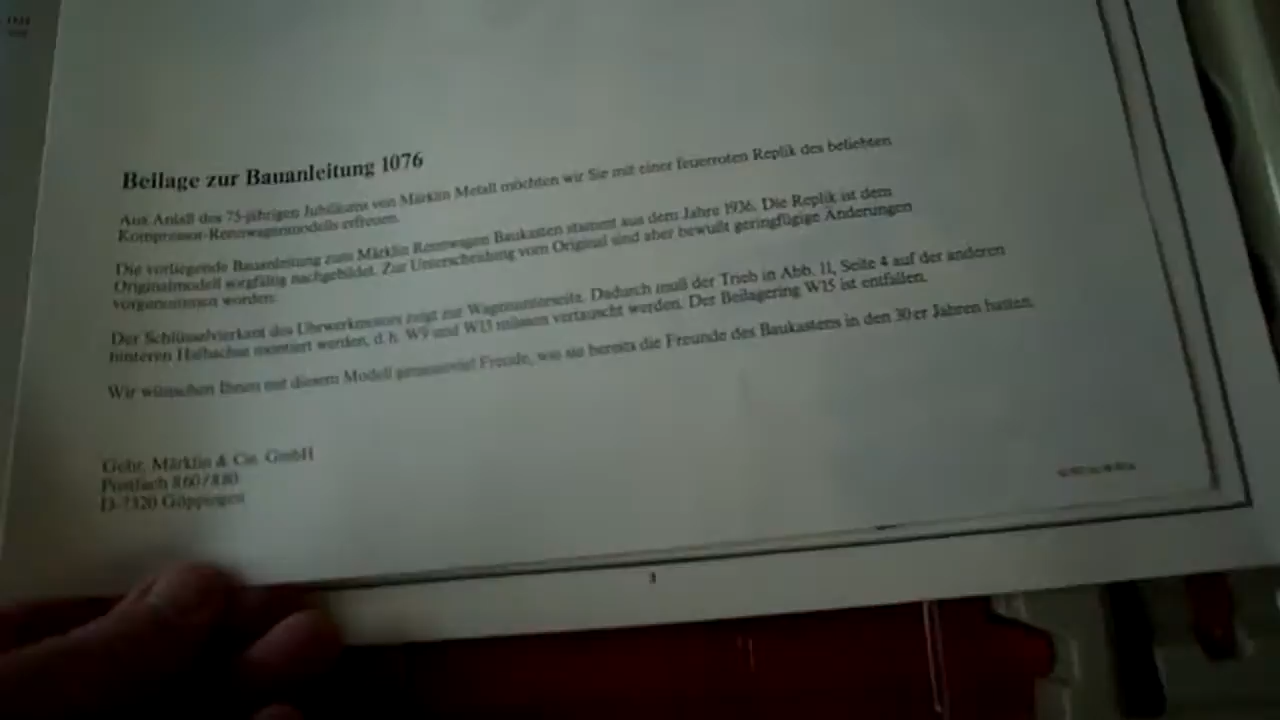 Beilage zur Bauanleitung 1076
Aus Anlaß des 75-jährigen Jubiläums von Märklin Metall möchten wir Sie mit einer feuerroten Replik des beliebten
Kompressor-Rennwagenmodells erfreuen.
Die vorliegende Bauanleitung zum Märklin Rennwagen Baukasten stammt aus dem Jahre 1936. Die Replik ist dem
Originalmodell sorgfältig nachgebildet. Zur Unterscheidung vom Original sind aber bewußt geringfügige Änderungen
vorgenommen worden:
Der Schlüsselvierkant des Uhrwerkmotors zeigt zur Wagenunterseite. Dadurch muß der Trieb in Abb. 11, Seite 4 auf der anderen
hinteren Halbachse montiert werden, d. h. W9 und W13 müssen vertauscht werden. Der Beilagering W15 ist entfallen.
Wir wünschen Ihnen mit diesem Modell genausoviel Freude, wie sie bereits die Freunde des Baukastens in den 30er Jahren hatten.
Gebr. Märklin & Cie. GmbH
Postfach 860/880
D-7320 Göppingen
3